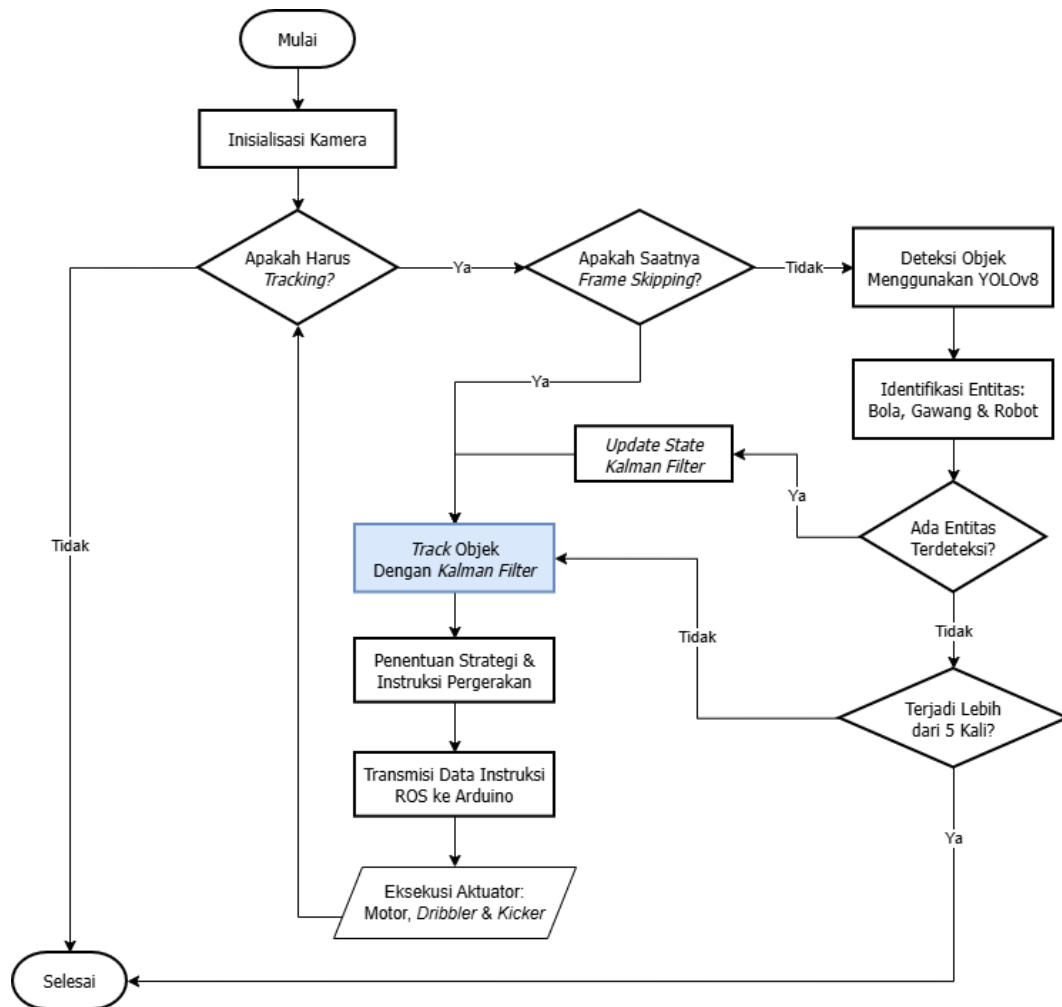 Mulai
Inisialisasi Kamera
Apakah Harus
Tracking?
Ya
Apakah Saatnya
Frame Skipping?
Tidak
Deteksi Objek
Menggunakan YOLOv8
Ya
Identifikasi Entitas:
Bola, Gawang & Robot
Update State
Kalman Filter
Ya
Ada Entitas
Terdeteksi?
Tidak
Track Objek
Dengan Kalman Filter
Tidak
Tidak
Penentuan Strategi &
Instruksi Pergerakan
Terjadi Lebih
dari 5 Kali?
Transmisi Data Instruksi
ROS ke Arduino
Ya
Eksekusi Aktuator:
Motor, Dribbler & Kicker
Selesai